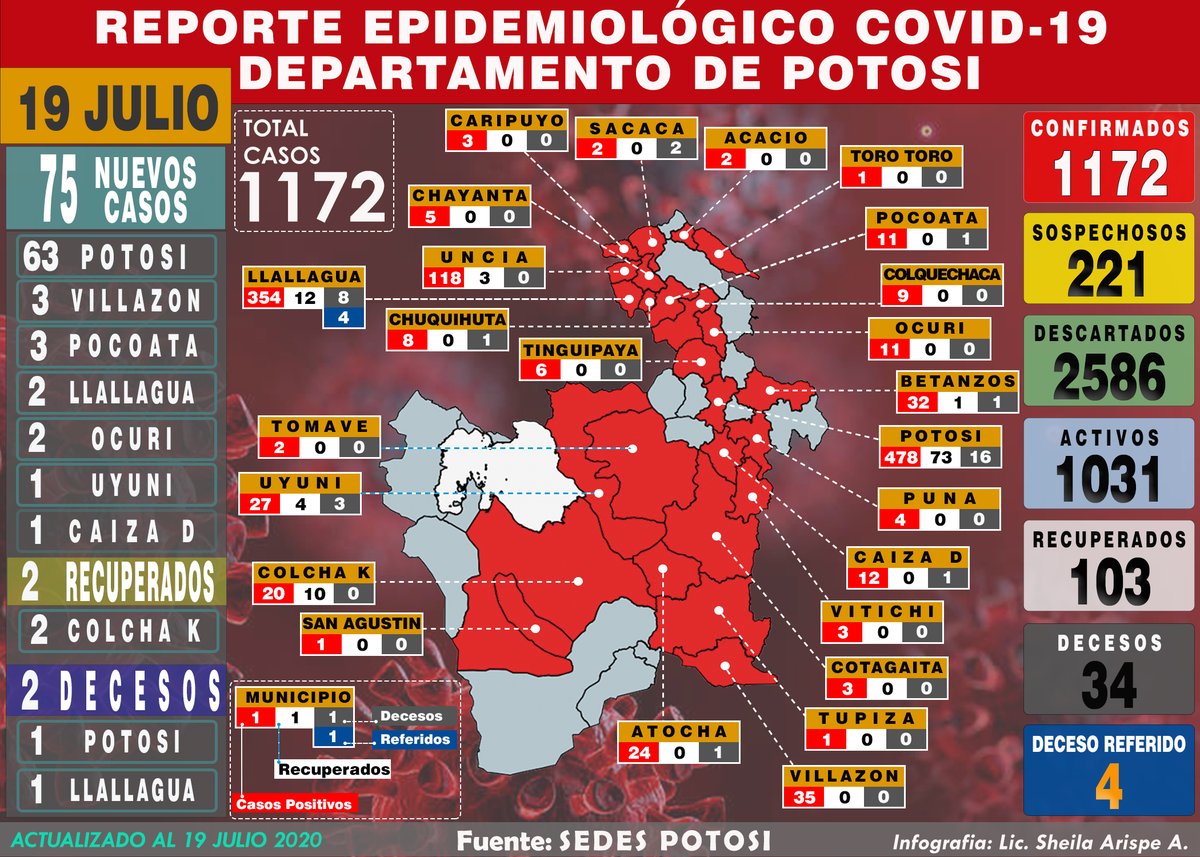 REPORTE EPIDEMIOLÓGICO COVID-19
DEPARTAMENTO DE POTOSI
19 JULIO
75 NUEVOS CASOS
63 POTOSI
3 VILLAZON
3 POCOATA
2 LLALLAGUA
2 OCURI
1 UYUNI
1 CAIZA D
2 RECUPERADOS
2 COLCHA K
2 DECESOS
1 POTOSI
1 LLALLAGUA
TOTAL
CASOS
1172
CARIPUYO
3 0 0
SACACA
2 0 2
ACACIO
2 0 0
TORO TORO
1 0 0
CHAYANTA
5 0 0
POCOATA
11 0 1
UNCIA
118 3 0
LLALLAGUA
354 12 8
4
COLQUECHACA
9 0 0
CHUQUIHUTA
8 0 1
OCURI
11 0 0
TINGUIPAYA
6 0 0
BETANZOS
32 1 1
TOMAVE
2 0 0
POTOSI
478 73 16
UYUNI
27 4 3
PUNA
4 0 0
CAIZA D
12 0 1
COLCHA K
20 10 0
VITICHI
3 0 0
SAN AGUSTIN
1 0 0
COTAGAITA
3 0 0
TUPIZA
1 0 0
ATOCHA
24 0 1
VILLAZON
35 0 0
MUNICIPIO
1 1 1
Decesos
1
Referidos
Recuperados
Casos Positivos
CONFIRMADOS
1172
SOSPECHOSOS
221
DESCARTADOS
2586
ACTIVOS
1031
RECUPERADOS
103
DECESOS
34
DECESO REFERIDO
4
ACTUALIZADO AL 19 JULIO 2020
Fuente: SEDES POTOSI
Infografia: Lic. Sheila Arispe A.